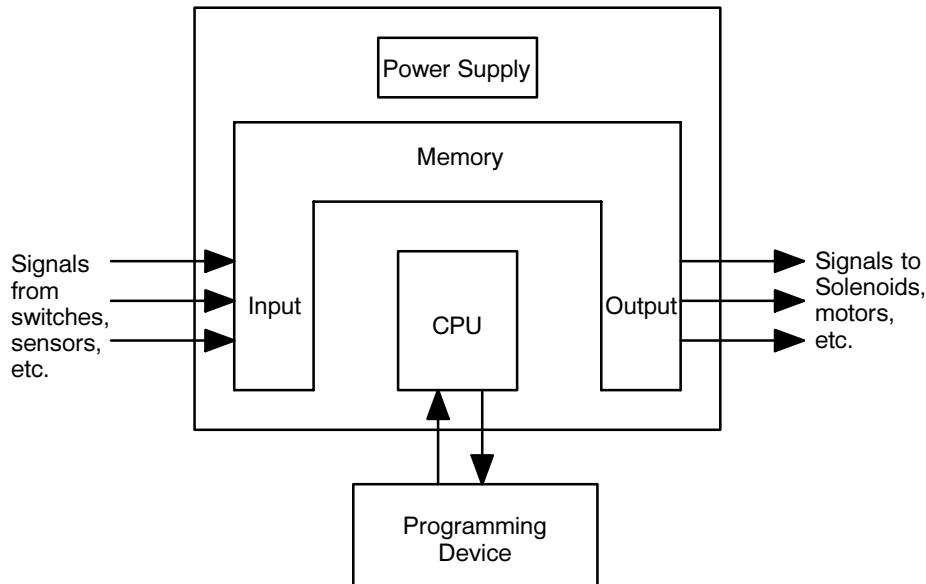 Power Supply
Memory
Signals
from
switches,
sensors,
etc.
Input
CPU
Output
Signals to
Solenoids,
motors,
etc.
Programming
Device